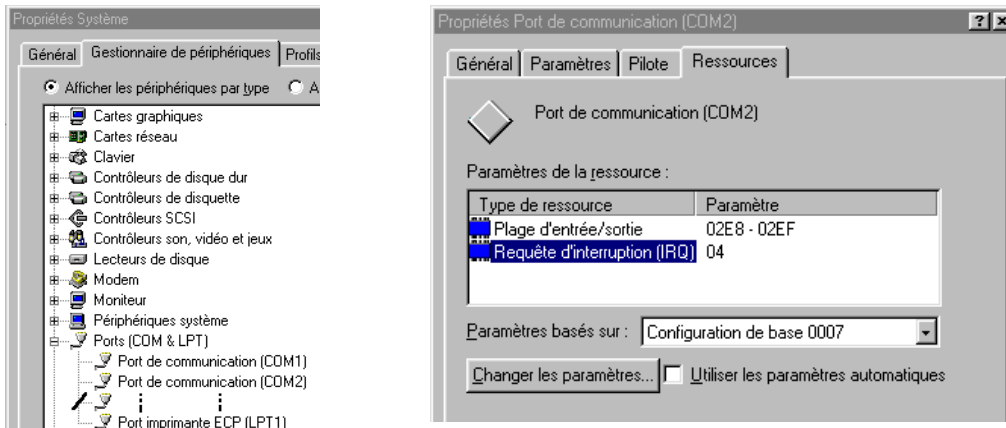 Propriétés Système
Général Gestionnaire de périphériques Profils
Afficher les périphériques par type A
Cartes graphiques
Cartes réseau
Clavier
Contrôleurs de disque dur
Contrôleurs de disquette
Contrôleurs SCSI
Contrôleurs son, vidéo et jeux
Lecteurs de disque
Modem
Moniteur
Périphériques système
Ports (COM & LPT)
Port de communication (COM1)
Port de communication (COM2)
Port imprimante ECP (LPT1)
Propriétés Port de communication (COM2)
Général Paramètres Pilote Ressources
Port de communication (COM2)
Paramètres de la ressource :
Type de ressource Paramètre
Plage d'entrée/sortie 02E8 - 02EF
Requête d'interruption (IRQ) 04
Paramètres basés sur : Configuration de base 0007
Changer les paramètres... Utiliser les paramètres automatiques